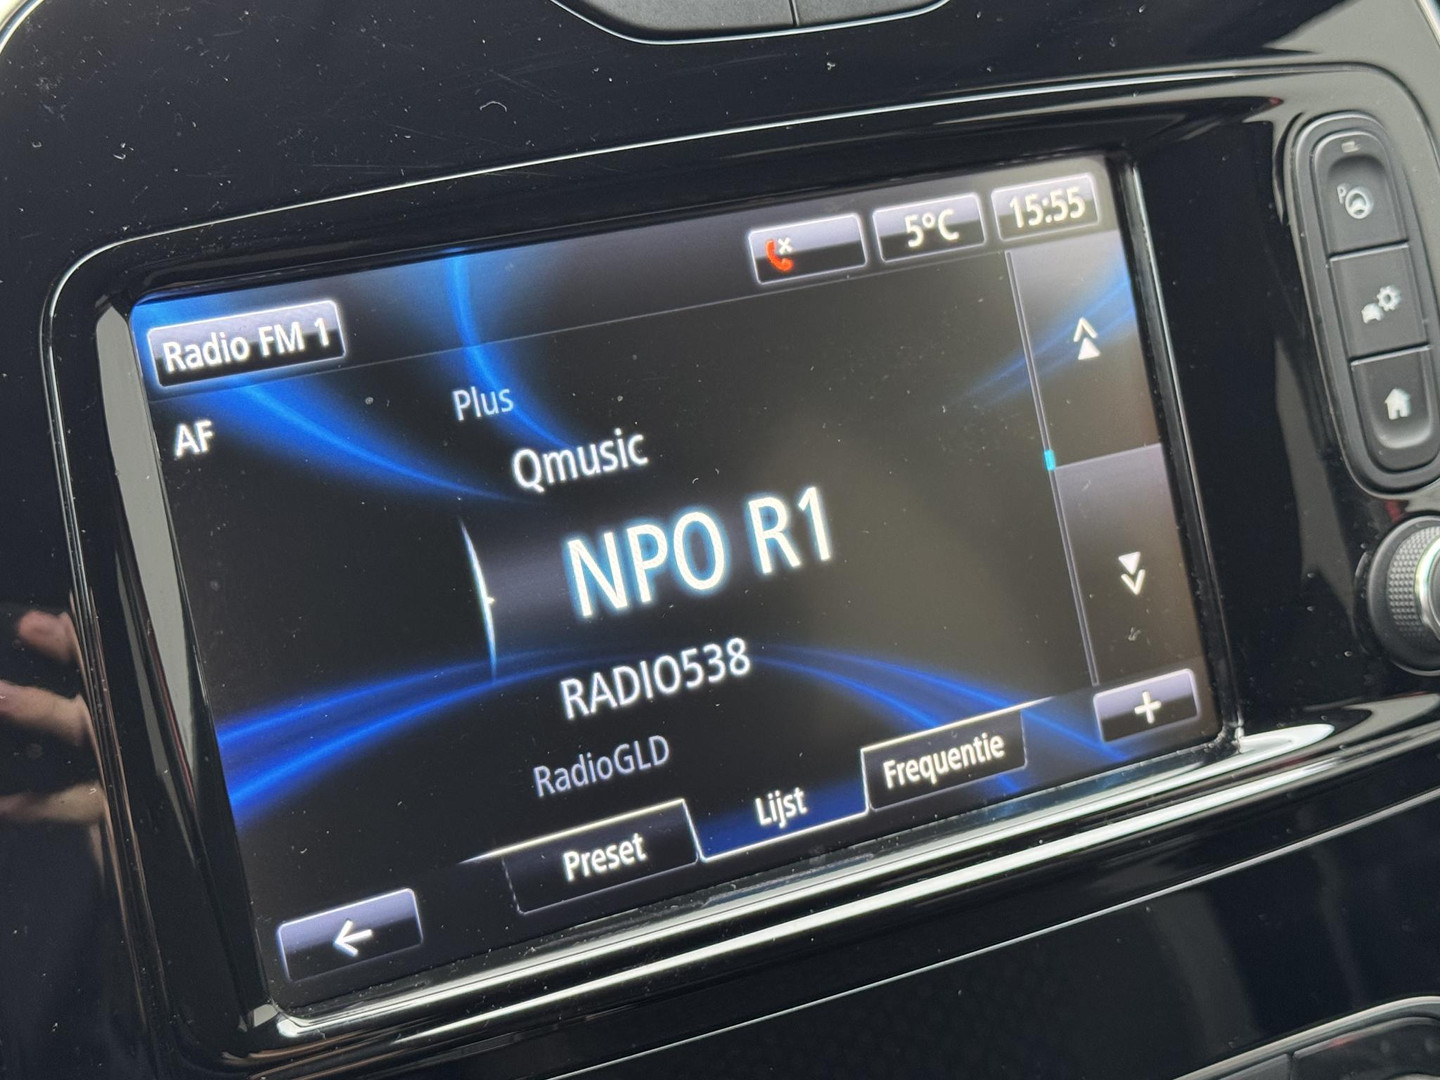 5°C
15:55
Radio FM 1
AF
Plus
Qmusic
NPO R1
RADIO538
RadioGLD
Preset
Lijst
Frequentie